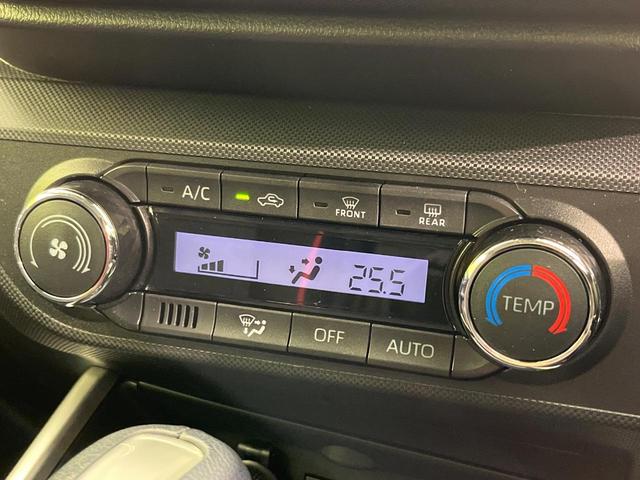 A/C
FRONT
REAR
25.5
TEMP
OFF
AUTO